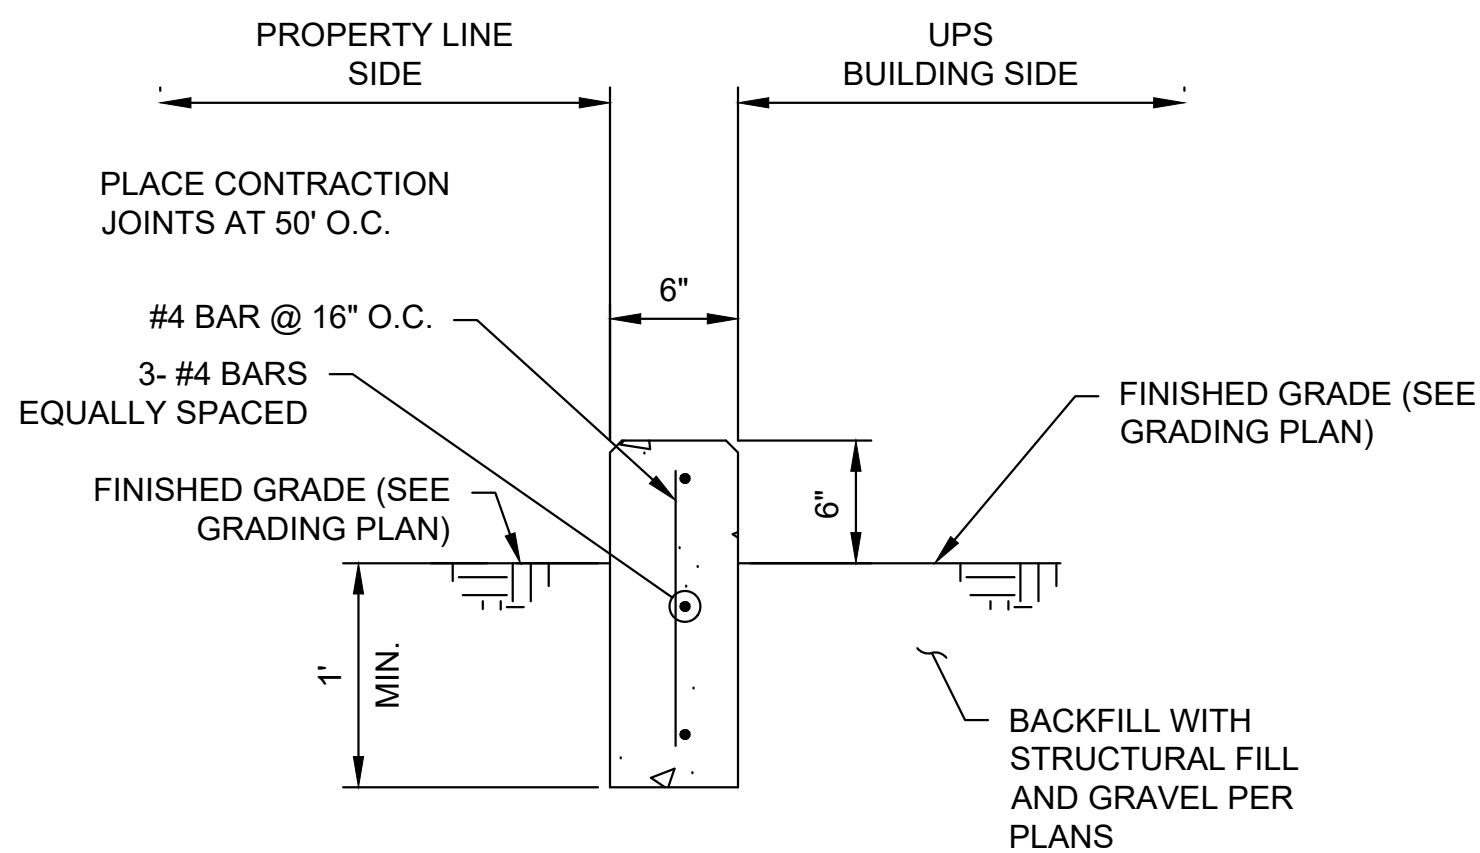 PROPERTY LINE
SIDE
UPS
BUILDING SIDE
PLACE CONTRACTION
JOINTS AT 50' O.C.
6"
#4 BAR @ 16" O.C.
3- #4 BARS
EQUALLY SPACED
FINISHED GRADE (SEE
GRADING PLAN)
FINISHED GRADE (SEE
GRADING PLAN)
6"
1'
MIN.
BACKFILL WITH
STRUCTURAL FILL
AND GRAVEL PER
PLANS